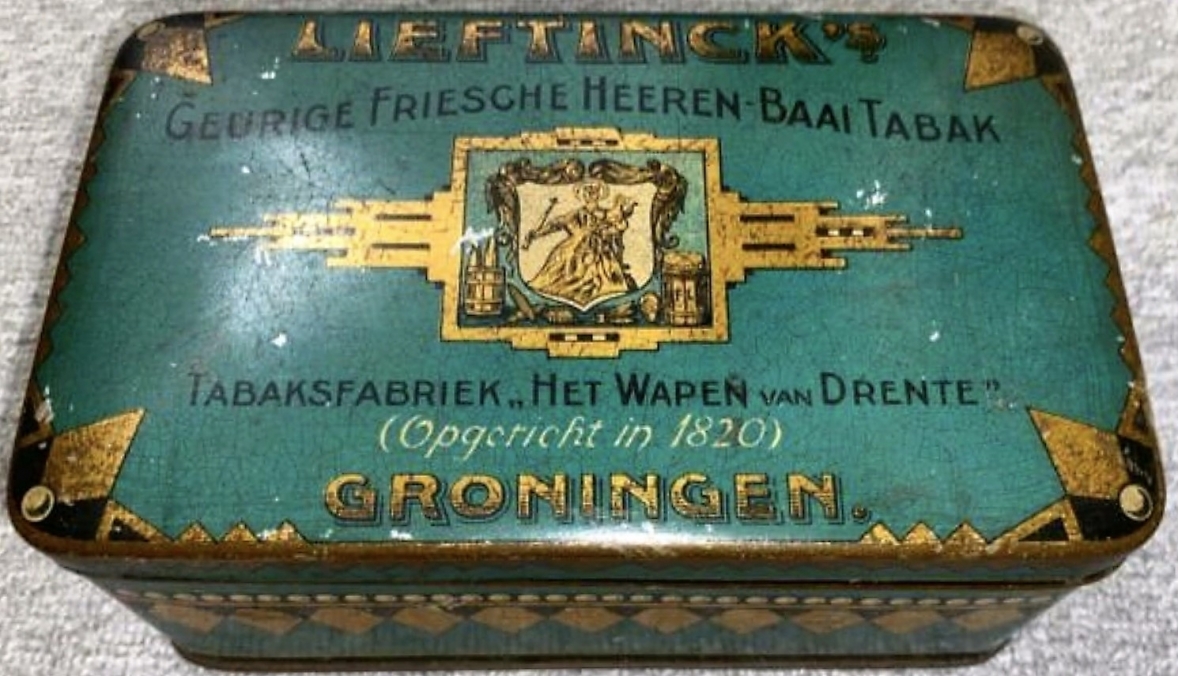 LIEFTINCK'S
GEURIGE FRIESCHE HEEREN-BAAI TABAK
TABAKSFABRIEK „HET WAPEN VAN DRENTE"
(Opgericht in 1820)
GRONINGEN.